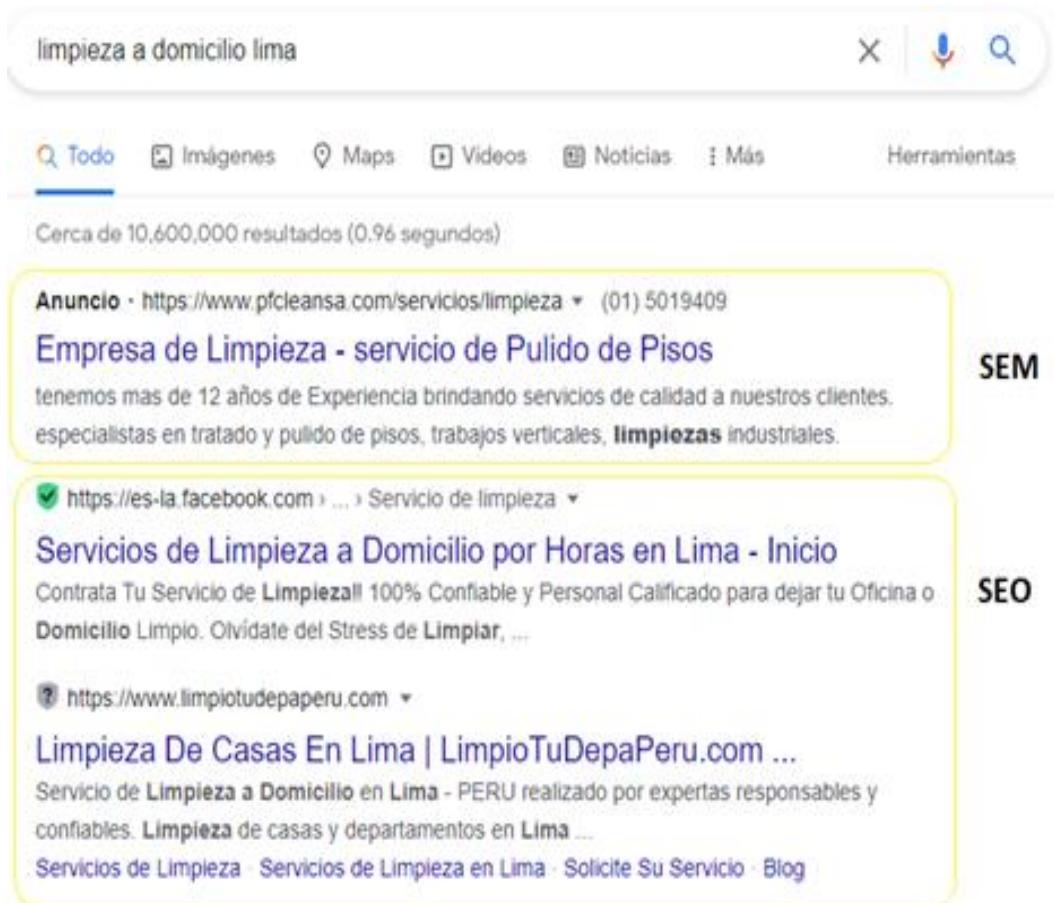 limpieza a domicilio lima
Todo Imágenes Maps Videos Noticias Más Herramientas
Cerca de 10,600,000 resultados (0.96 segundos)
Anuncio · https://www.pfcleansa.com/servicios/limpieza (01) 5019409
Empresa de Limpieza - servicio de Pulido de Pisos
SEM
tenemos mas de 12 años de Experiencia brindando servicios de calidad a nuestros clientes.
especialistas en tratado y pulido de pisos, trabajos verticales, limpiezas industriales.
https://es-la.facebook.com › ... › Servicio de limpieza
Servicios de Limpieza a Domicilio por Horas en Lima - Inicio
Contrata Tu Servicio de Limpieza!! 100% Confiable y Personal Calificado para dejar tu Oficina o
SEO
Domicilio Limpio. Olvídate del Stress de Limpiar, ...
https://www.limpiotudepaperu.com
Limpieza De Casas En Lima | LimpioTuDepaPeru.com ...
Servicio de Limpieza a Domicilio en Lima - PERU realizado por expertas responsables y
confiables. Limpieza de casas y departamentos en Lima ...
Servicios de Limpieza · Servicios de Limpieza en Lima · Solicite Su Servicio · Blog